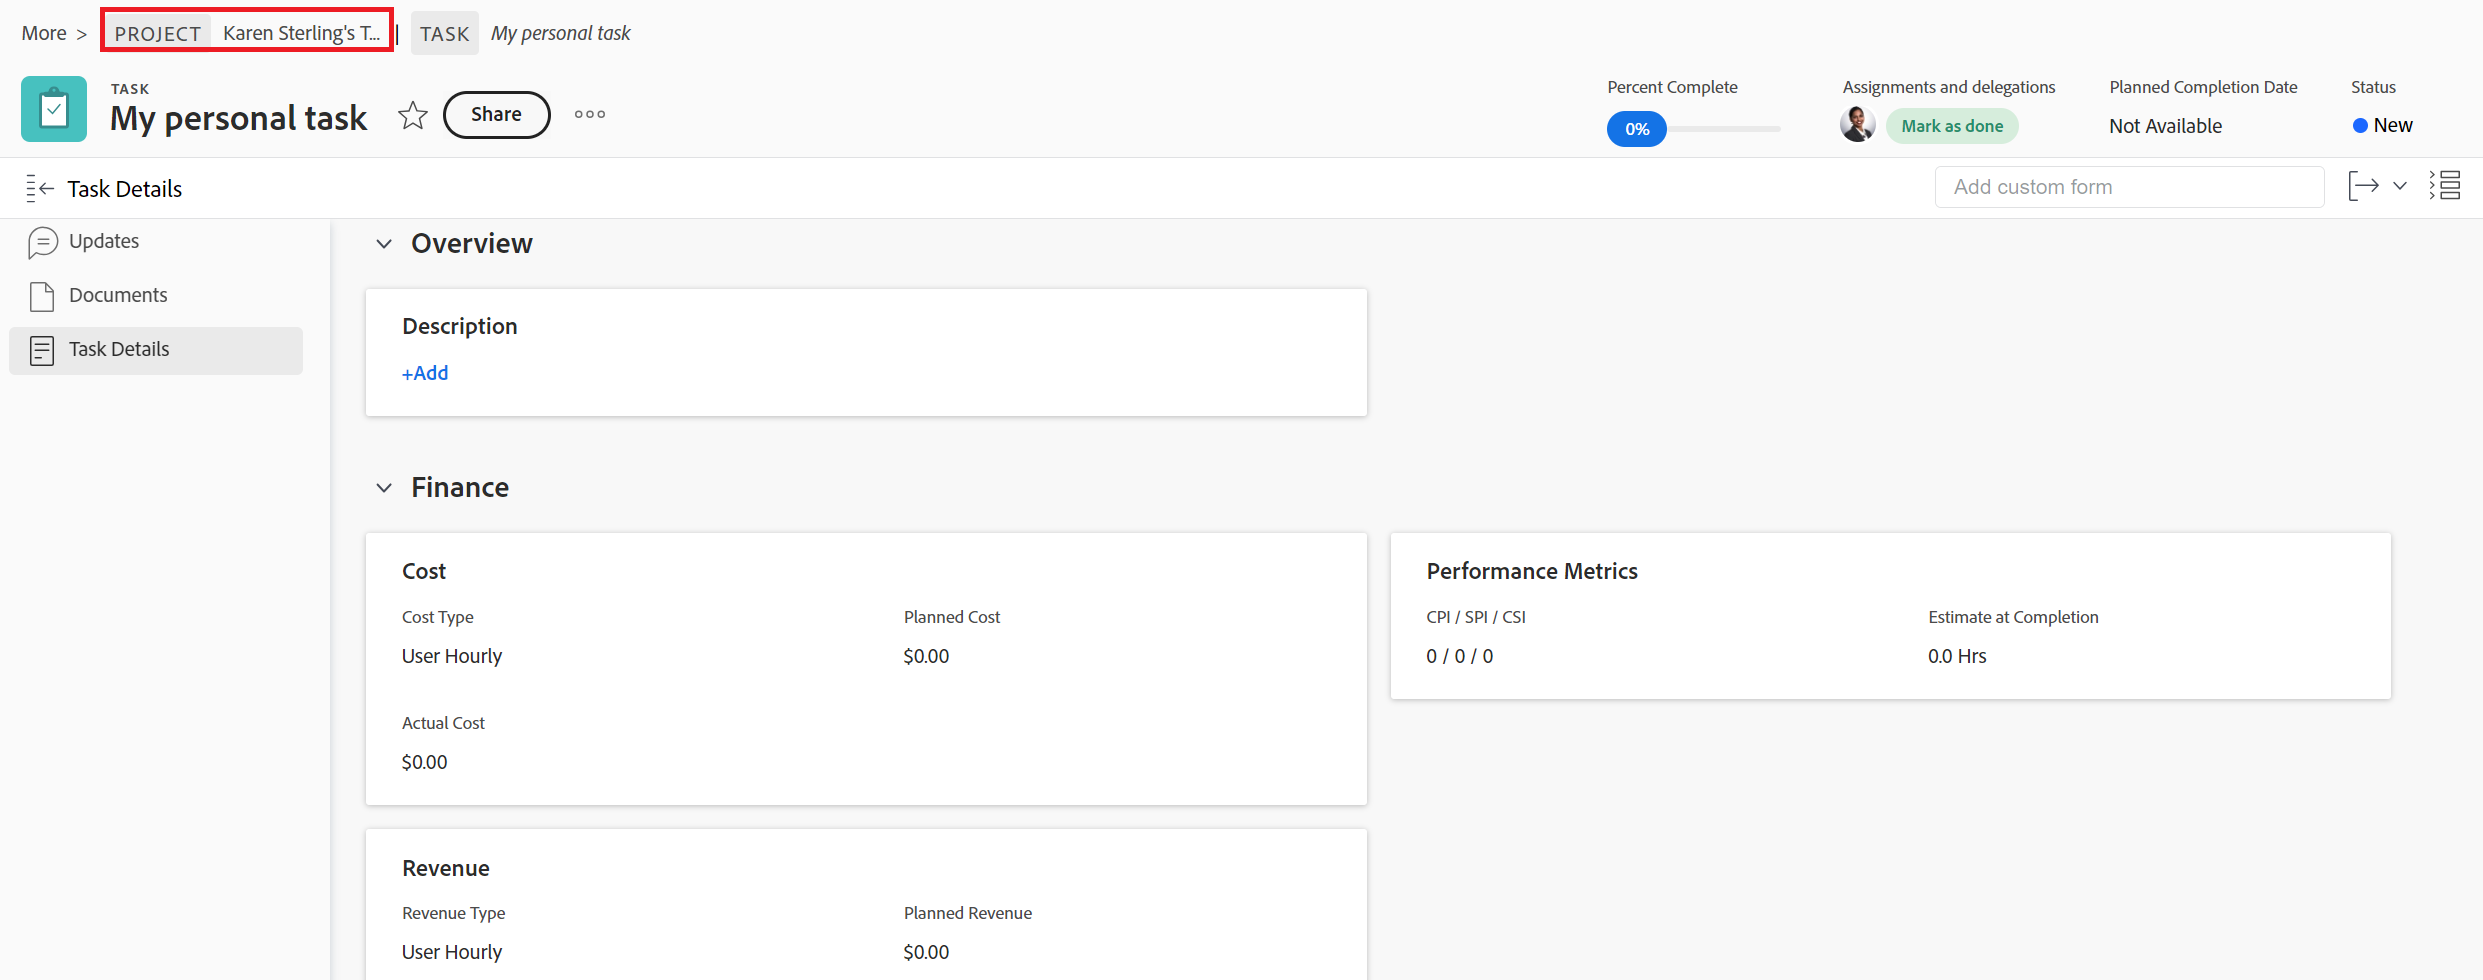 More > PROJECT Karen Sterling's T... | TASK My personal task
TASK
My personal task Share
Percent Complete
0%
Assignments and delegations
Mark as done
Planned Completion Date
Not Available
Status
New
Task Details
Add custom form
Updates
Documents
Task Details
Overview
Description
+Add
Finance
Cost
Cost Type
User Hourly
Planned Cost
$0.00
Actual Cost
$0.00
Performance Metrics
CPI / SPI / CSI
0 / 0 / 0
Estimate at Completion
0.0 Hrs
Revenue
Revenue Type
User Hourly
Planned Revenue
$0.00